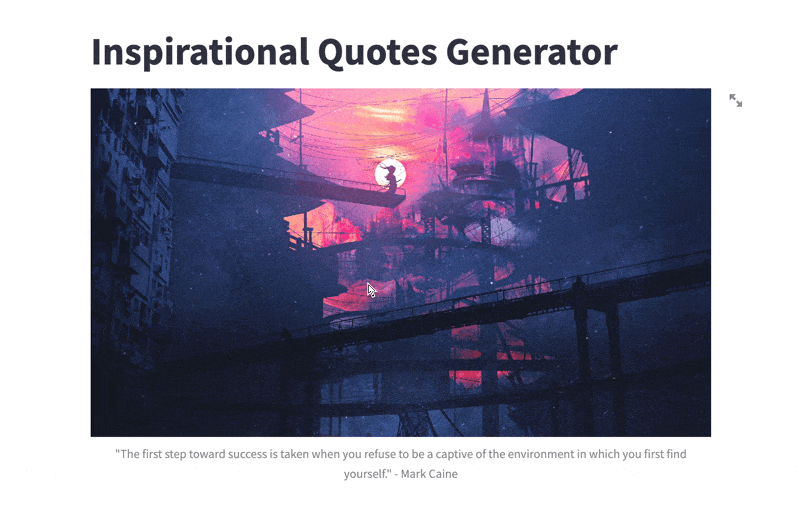 Inspirational Quotes Generator
"The first step toward success is taken when you refuse to be a captive of the environment in which you first find
yourself." - Mark Caine